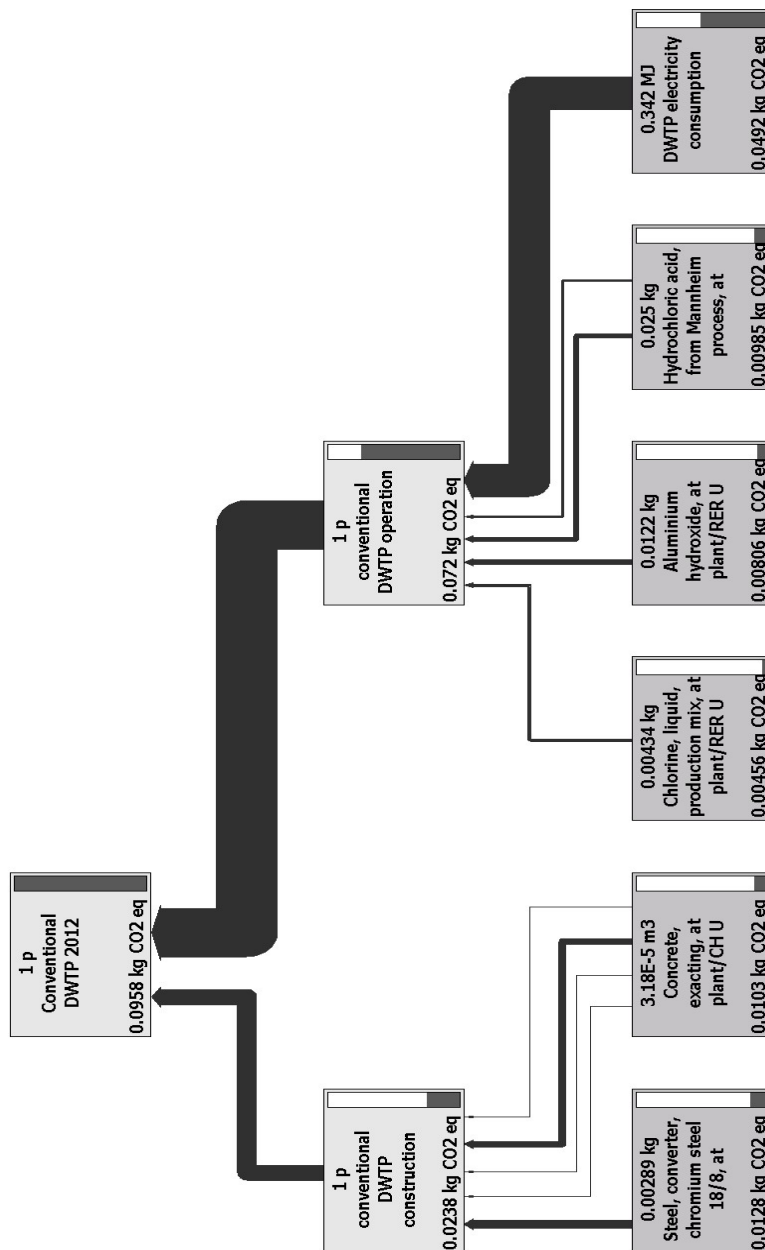 1 p
Conventional
DWTP 2012
0.0958 kg CO2 eq
1 p
conventional
DWTP
construction
0.0238 kg CO2 eq
1 p
conventional
DWTP operation
0.072 kg CO2 eq
0.00289 kg
Steel, converter,
chromium steel
18/8, at
0.0128 kg CO2 eq
3.18E-5 m3
Concrete,
exacting, at
plant/CH U
0.0103 kg CO2 eq
0.00434 kg
Chlorine, liquid,
production mix, at
plant/RER U
0.00456 kg CO2 eq
0.0122 kg
Aluminium
hydroxide, at
plant/RER U
0.00806 kg CO2 eq
0.025 kg
Hydrochloric acid,
from Mannheim
process, at
0.00985 kg CO2 eq
0.342 MJ
DWTP electricity
consumption
0.0492 kg CO2 eq